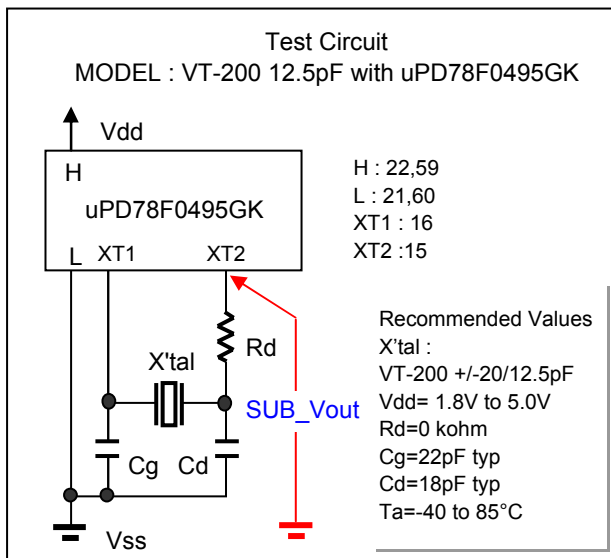 Test Circuit
MODEL : VT-200 12.5pF with uPD78F0495GK
Vdd
H
uPD78F0495GK
L XT1 XT2
H : 22,59
L : 21,60
XT1 : 16
XT2 :15
Rd
X'tal
SUB_Vout
Cg Cd
Vss
Recommended Values
X’tal :
VT-200 +/-20/12.5pF
Vdd= 1.8V to 5.0V
Rd=0 kohm
Cg=22pF typ
Cd=18pF typ
Ta=-40 to 85°C